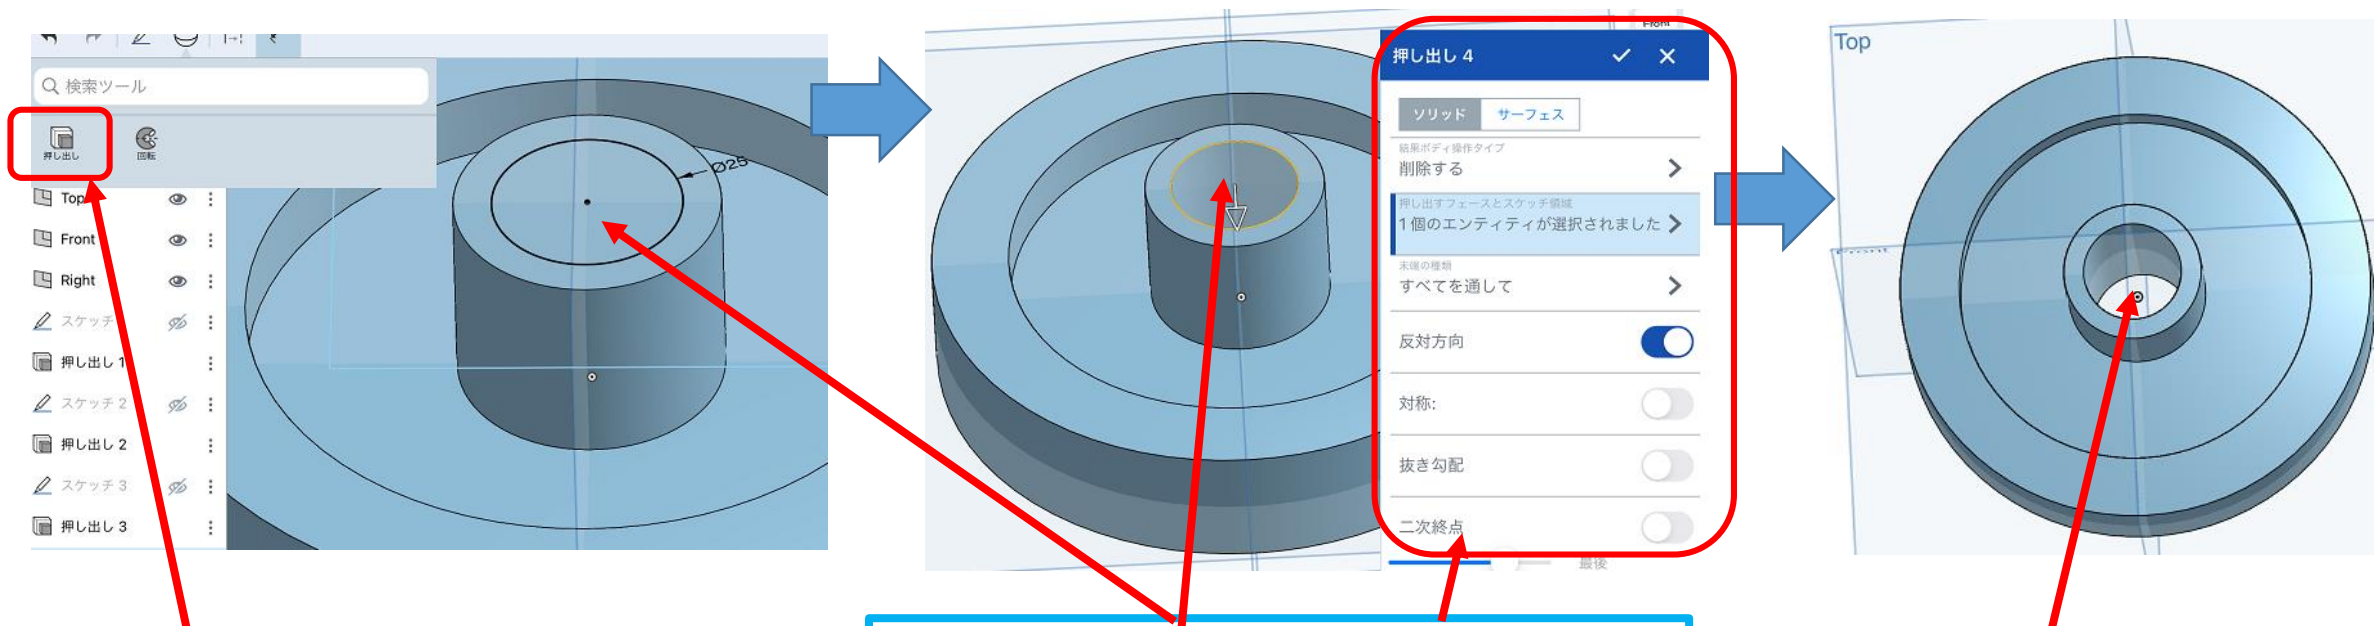 検索ツール
押し出し
回転
Top
Front
Right
スケッチ
押し出し 1
スケッチ 2
押し出し 2
スケッチ 3
押し出し 3
Ø25
Front
押し出し 4
ソリッド
サーフェス
結果ボディ操作タイプ
削除する
押し出すフェースとスケッチ領域
1個のエンティティが選択されました
末端の種類
すべてを通して
反対方向
対称:
抜き勾配
二次終点
最後
Top